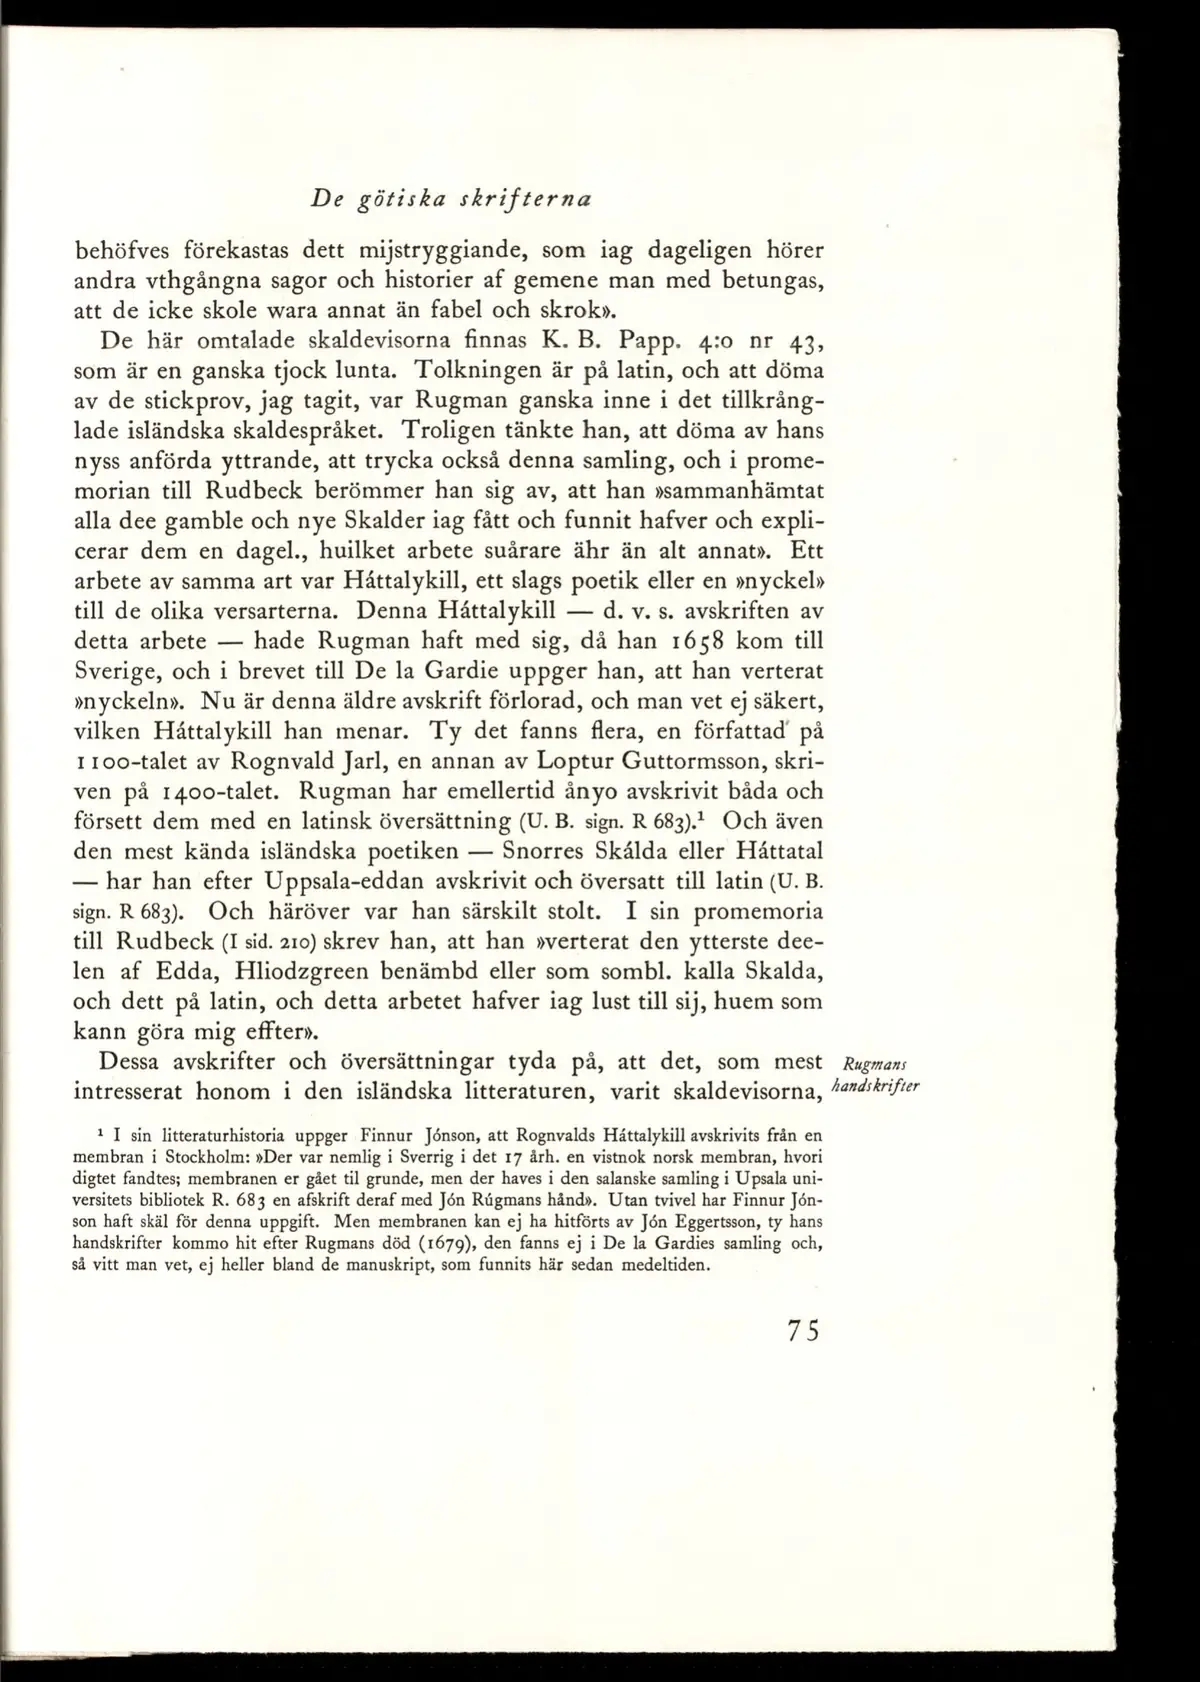 De götiska skrifterna
behöfves förekastas dett mijstryggiande, som iag dageligen hörer
andra vthgångna sagor och historier af gemene man med betungas,
att de icke skole wara annat än fabel och skrok».
De här omtalade skaldevisorna finnas K. B. Papp. 4:o nr 43,
som är en ganska tjock lunta. Tolkningen är på latin, och att döma
av de stickprov, jag tagit, var Rugman ganska inne i det tillkrång-
lade isländska skaldespråket. Troligen tänkte han, att döma av hans
nyss anförda yttrande, att trycka också denna samling, och i prome-
morian till Rudbeck berömmer han sig av, att han »sammanhämtat
alla dee gamble och nye Skalder iag fått och funnit hafver och expli-
cerar dem en dagel., huilket arbete suårare ähr än alt annat». Ett
arbete av samma art var Háttalykill, ett slags poetik eller en »nyckel»
till de olika versarterna. Denna Háttalykill — d. v. s. avskriften av
detta arbete — hade Rugman haft med sig, då han 1658 kom till
Sverige, och i brevet till De la Gardie uppger han, att han verterat
»nyckeln». Nu är denna äldre avskrift förlorad, och man vet ej säkert,
vilken Háttalykill han menar. Ty det fanns flera, en författad på
1100-talet av Rognvald Jarl, en annan av Loptur Guttormsson, skri-
ven på 1400-talet. Rugman har emellertid ånyo avskrivit båda och
försett dem med en latinsk översättning (U. B. sign. R 683).¹ Och även
den mest kända isländska poetiken — Snorres Skálda eller Háttatal
— har han efter Uppsala-eddan avskrivit och översatt till latin (U. B.
sign. R 683). Och häröver var han särskilt stolt. I sin promemoria
till Rudbeck (I sid. 210) skrev han, att han »verterat den ytterste dee-
len af Edda, Hliodzgreen benämbd eller som sombl. kalla Skalda,
och dett på latin, och detta arbetet hafver iag lust till sij, huem som
kann göra mig effter».
Dessa avskrifter och översättningar tyda på, att det, som mest
intresserat honom i den isländska litteraturen, varit skaldevisorna,
Rugmans
handskrifter
¹ I sin litteraturhistoria uppger Finnur Jónson, att Rognvalds Háttalykill avskrivits från en
membran i Stockholm: »Der var nemlig i Sverrig i det 17 årh. en vistnok norsk membran, hvori
digtet fandtes; membranen er gået til grunde, men der haves i den salanske samling i Upsala uni-
versitets bibliotek R. 683 en afskrift deraf med Jón Rúgmans hånd». Utan tvivel har Finnur Jón-
son haft skäl för denna uppgift. Men membranen kan ej ha hitförts av Jón Eggertsson, ty hans
handskrifter kommo hit efter Rugmans död (1679), den fanns ej i De la Gardies samling och,
så vitt man vet, ej heller bland de manuskript, som funnits här sedan medeltiden.
75